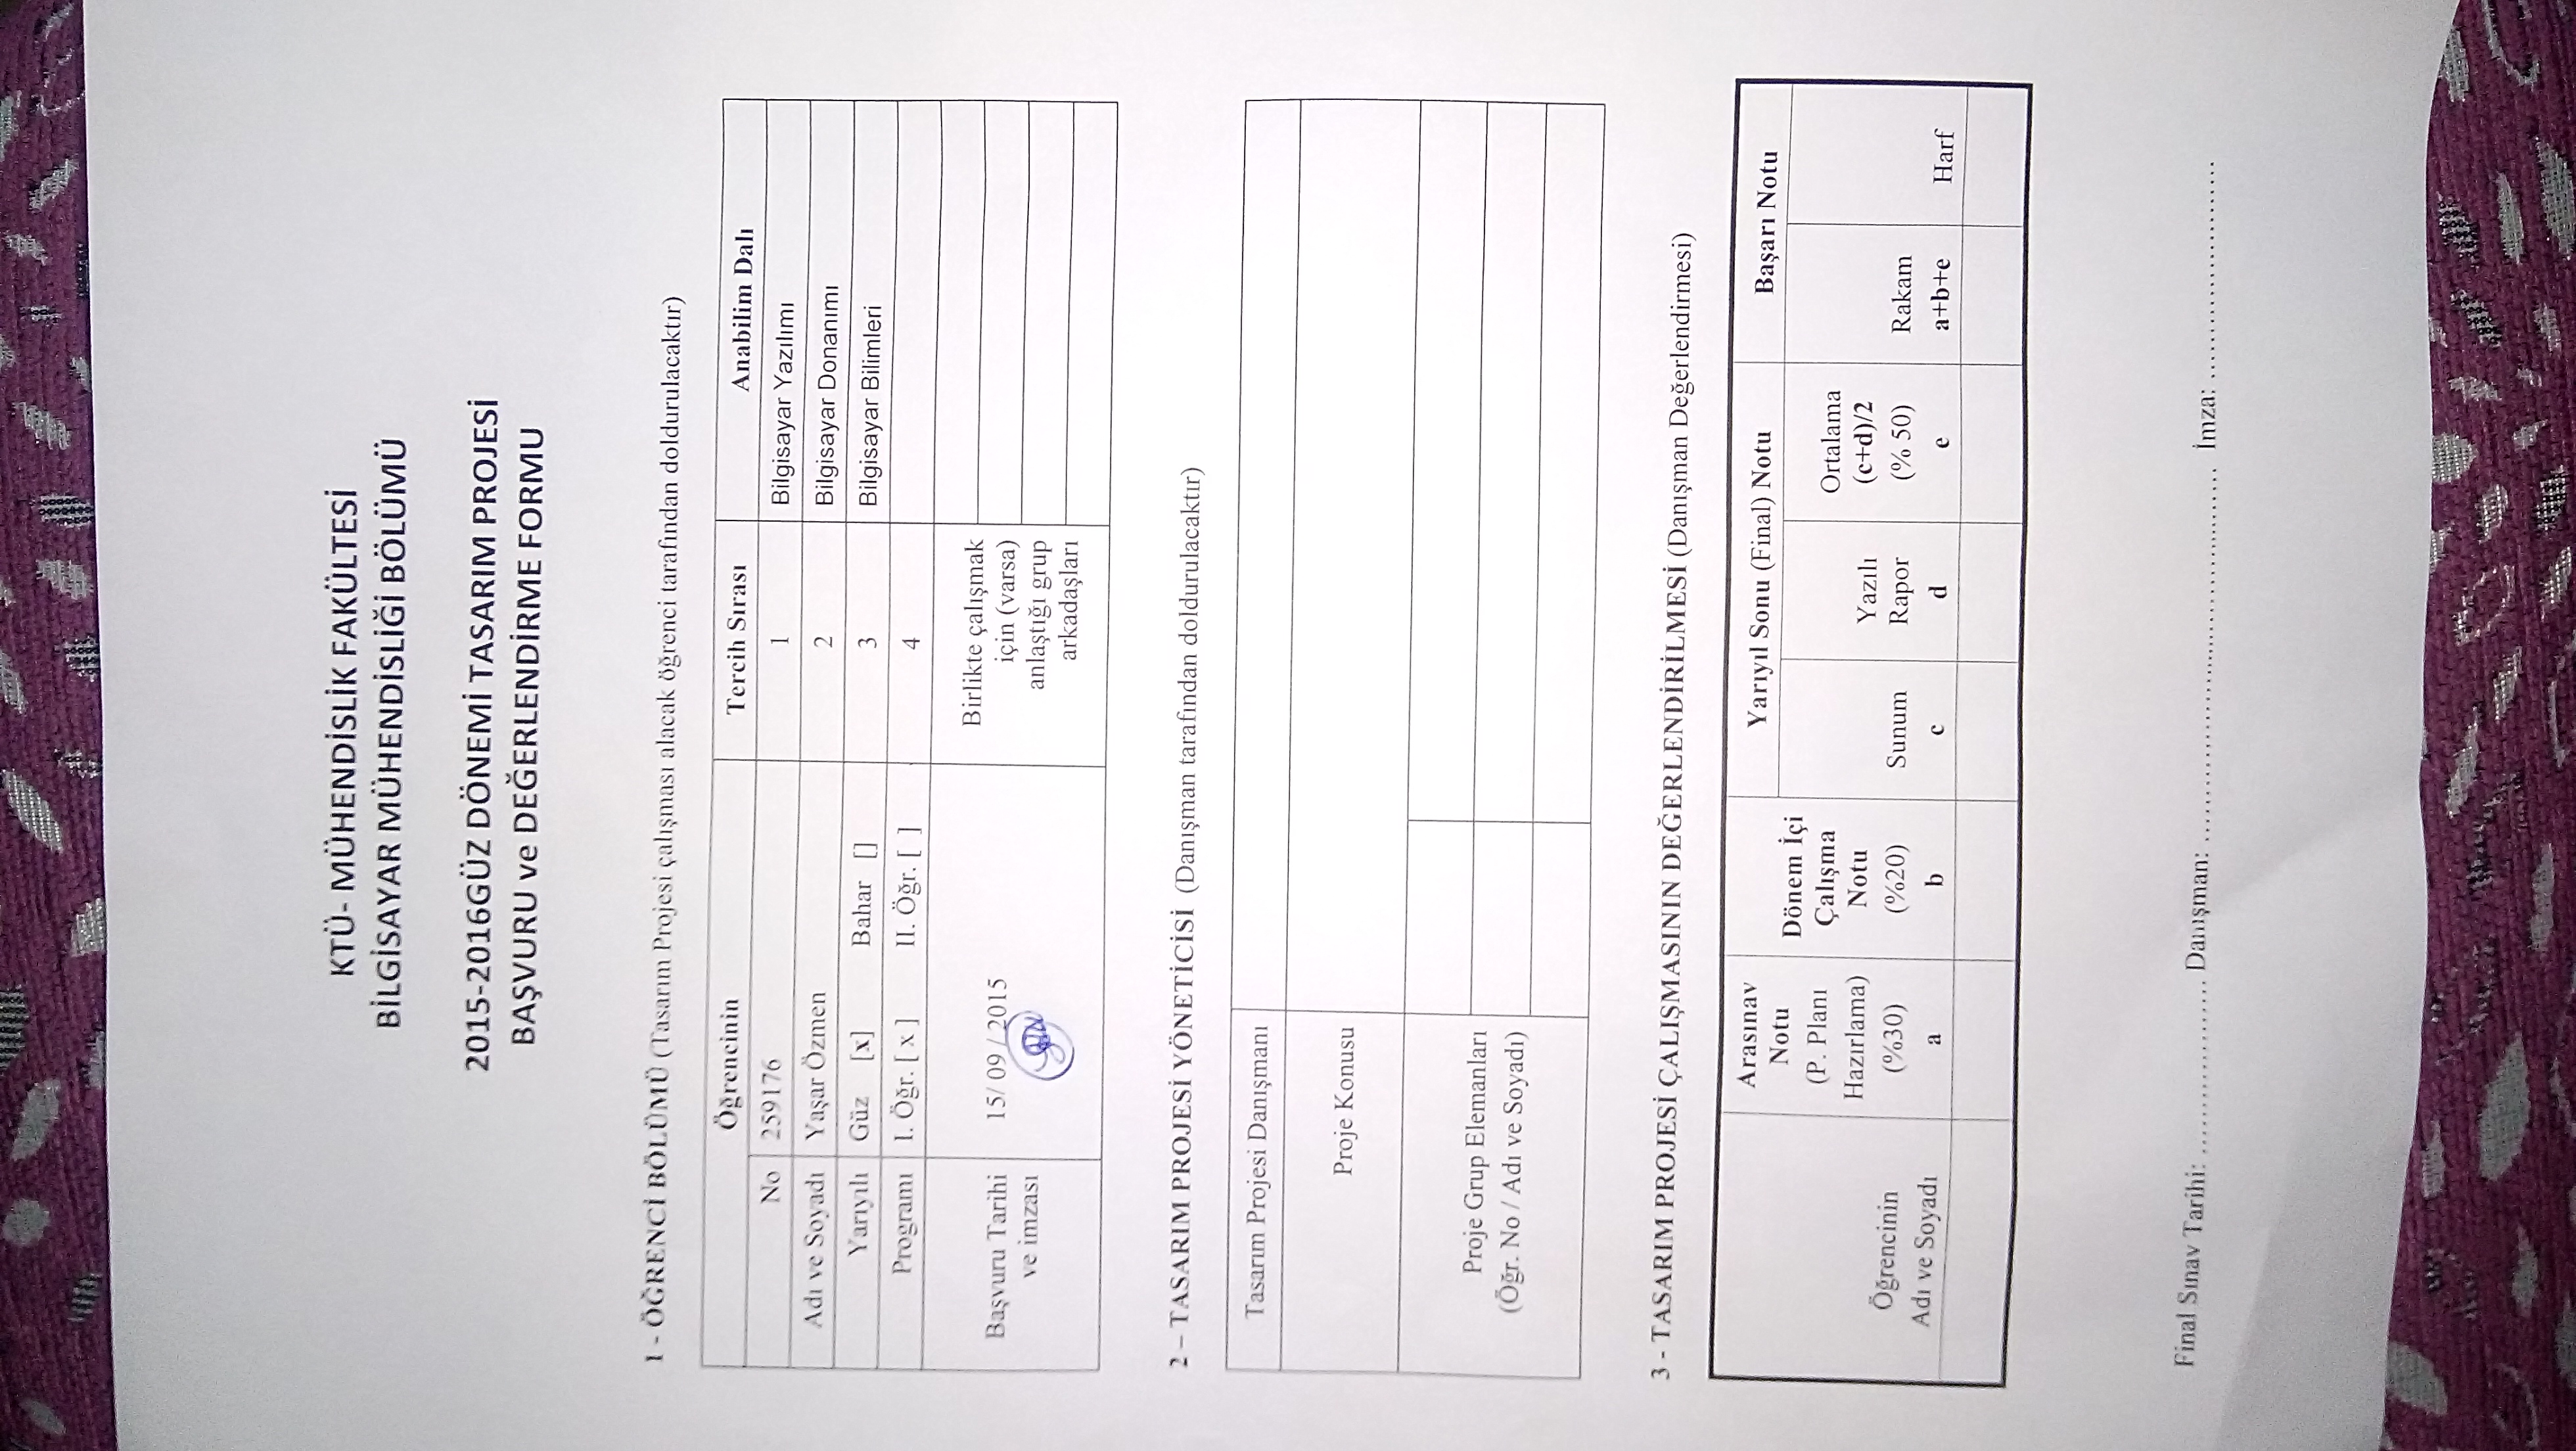 KTÜ- MÜHENDİSLİK FAKÜLTESİ
BİLGİSAYAR MÜHENDİSLİĞİ BÖLÜMÜ
2015-2016GÜZ DÖNEMİ TASARIM PROJESİ
BAŞVURU ve DEĞERLENDİRME FORMU
1 - ÖĞRENCİ BÖLÜMÜ (Tasarım Projesi çalışması alacak öğrenci tarafından doldurulacaktır)
Öğrencinin Tercih Sırası Anabilim Dalı
No 259176 1 Bilgisayar Yazılımı
Adı ve Soyadı Yaşar Özmen 2 Bilgisayar Donanımı
Yarıyılı Güz [x] Bahar [] 3 Bilgisayar Bilimleri
Programı I. Öğr. [ x ] II. Öğr. [ ] 4
Başvuru Tarihi
ve imzası
15/ 09 / 2015
Birlikte çalışmak
için (varsa)
anlaştığı grup
arkadaşları
2 – TASARIM PROJESİ YÖNETİCİSİ (Danışman tarafından doldurulacaktır)
Tasarım Projesi Danışmanı
Proje Konusu
Proje Grup Elemanları
(Öğr. No / Adı ve Soyadı)
3 - TASARIM PROJESİ ÇALIŞMASININ DEĞERLENDİRİLMESİ (Danışman Değerlendirmesi)
Öğrencinin
Adı ve Soyadı
Arasınav
Notu
(P. Planı
Hazırlama)
(%30)
a
Dönem İçi
Çalışma
Notu
(%20)
b
Yarıyıl Sonu (Final) Notu
Sunum
c
Yazılı
Rapor
d
Ortalama
(c+d)/2
(% 50)
e
Başarı Notu
Rakam
a+b+e
Harf
Final Sınav Tarihi: ................... Danışman: ......................................... İmza: ........................